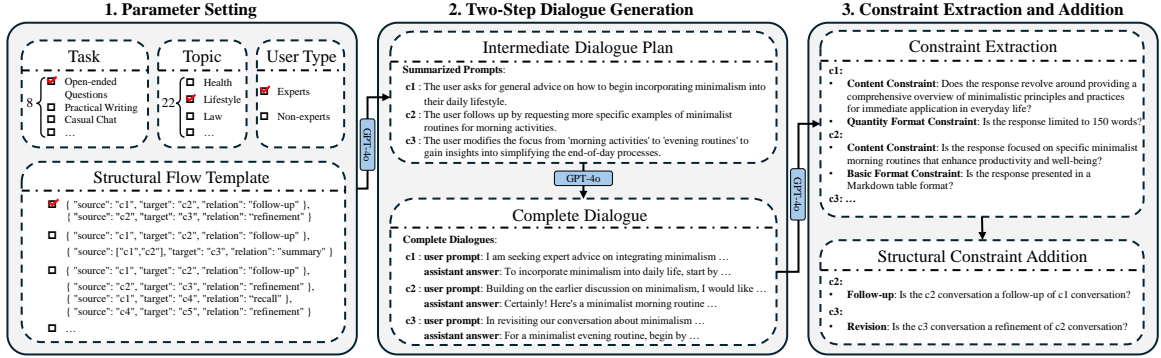 1. Parameter Setting
Task
8
Open-ended
Questions
Practical Writing
Casual Chat
...
Topic
22
Health
Lifestyle
Law
...
User Type
Experts
Non-experts
Structural Flow Template
{ "source": "c1", "target": "c2", "relation": "follow-up" },
{ "source": "c2", "target": "c3", "relation": "refinement" }
{ "source": "c1", "target": "c2", "relation": "follow-up" },
{ "source": ["c1","c2"], "target": "c3", "relation": "summary" }
{ "source": "c1", "target": "c2", "relation": "follow-up" },
{ "source": "c2", "target": "c3", "relation": "refinement" },
{ "source": "c1", "target": "c4", "relation": "recall" },
{ "source": "c4", "target": "c5", "relation": "refinement" }
...
GPT-4o
2. Two-Step Dialogue Generation
Intermediate Dialogue Plan
Summarized Prompts:
c1 : The user asks for general advice on how to begin incorporating minimalism into
their daily lifestyle.
c2 : The user follows up by requesting more specific examples of minimalist
routines for morning activities.
c3 : The user modifies the focus from 'morning activities' to 'evening routines' to
gain insights into simplifying the end-of-day processes.
GPT-4o
Complete Dialogue
Complete Dialogues:
c1 : user prompt: I am seeking expert advice on integrating minimalism …
assistant answer: To incorporate minimalism into daily life, start by …
c2 : user prompt: Building on the earlier discussion on minimalism, I would like …
assistant answer: Certainly! Here's a minimalist morning routine …
c3 : user prompt: In revisiting our conversation about minimalism …
assistant answer: For a minimalist evening routine, begin by …
GPT-4o
3. Constraint Extraction and Addition
Constraint Extraction
c1:
• Content Constraint: Does the response revolve around providing a
comprehensive overview of minimalistic principles and practices
for immediate application in everyday life?
• Quantity Format Constraint: Is the response limited to 150 words?
c2:
• Content Constraint: Is the response focused on specific minimalist
morning routines that enhance productivity and well-being?
• Basic Format Constraint: Is the response presented in a
Markdown table format?
c3: …
Structural Constraint Addition
c2:
• Follow-up: Is the c2 conversation a follow-up of c1 conversation?
c3:
• Revision: Is the c3 conversation a refinement of c2 conversation?